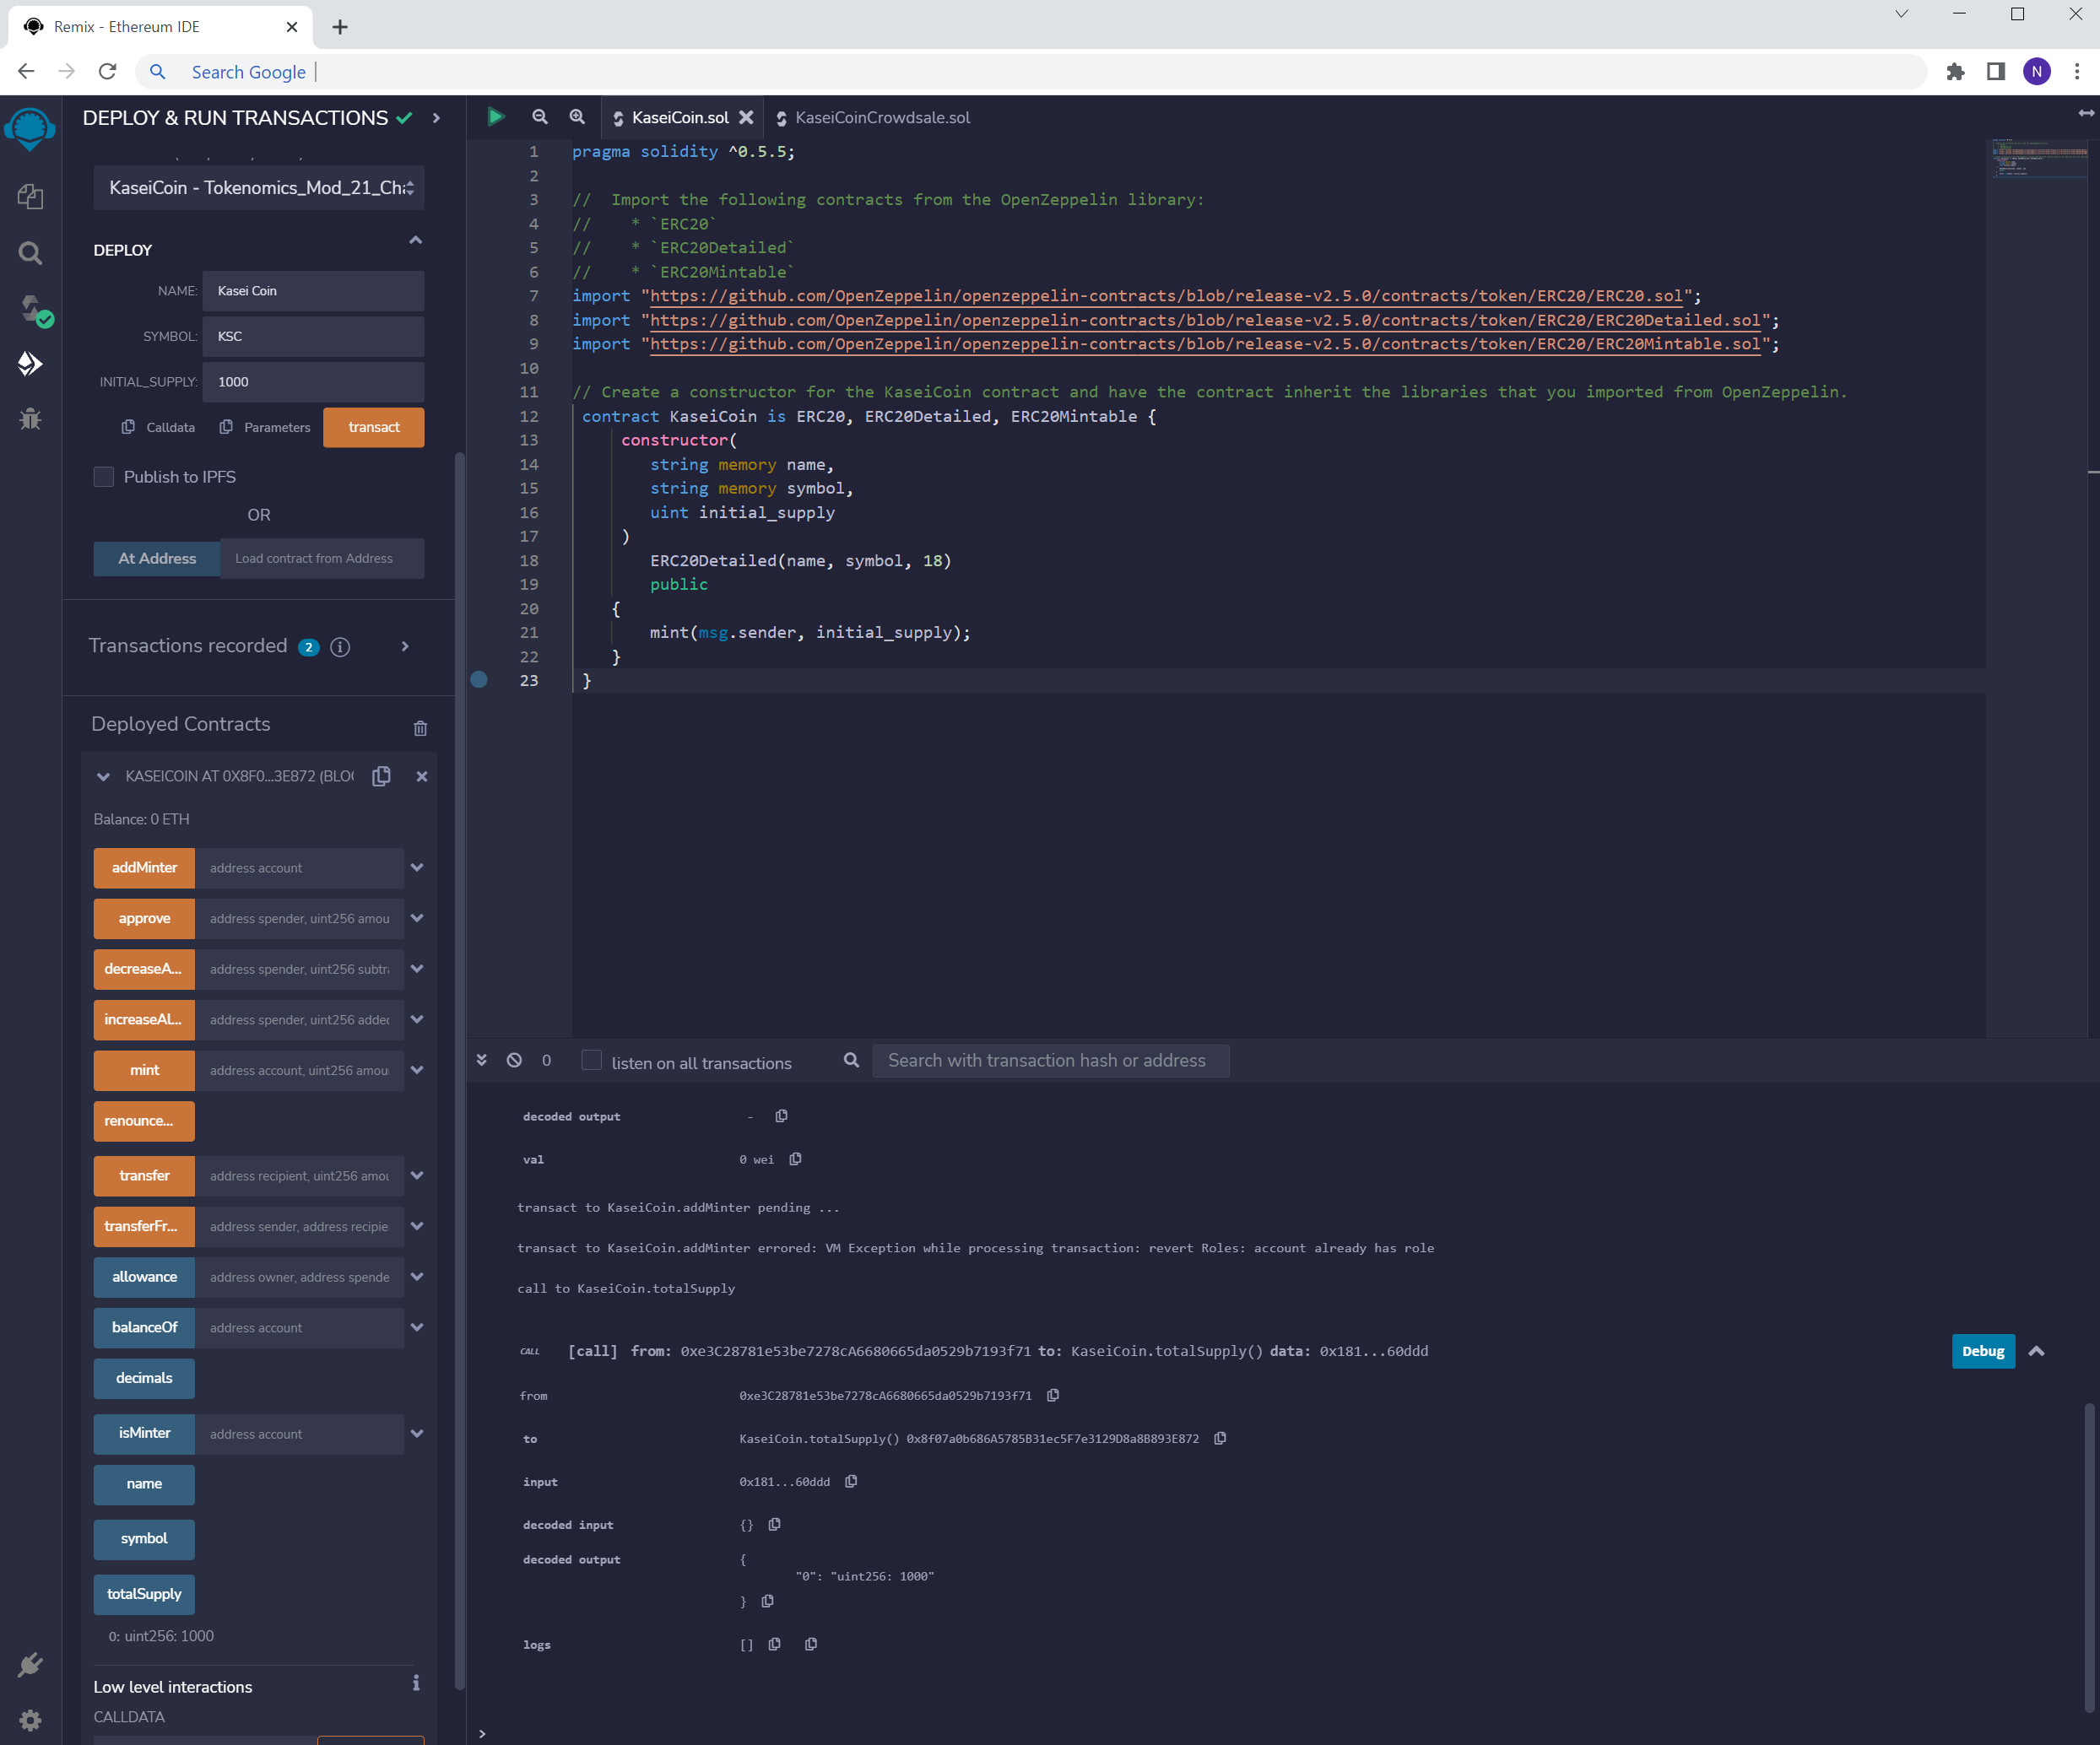 Remix - Ethereum IDE
Search Google
N
DEPLOY & RUN TRANSACTIONS
KaseiCoin - Tokenomics_Mod_21_Cha
DEPLOY
NAME: Kasei Coin
SYMBOL: KSC
INITIAL_SUPPLY: 1000
Calldata Parameters transact
Publish to IPFS
OR
At Address Load contract from Address
Transactions recorded 2 i
Deployed Contracts
KASEICOIN AT 0X8F0...3E872 (BLOC
Balance: 0 ETH
addMinter address account
approve address spender, uint256 amou
decreaseA... address spender, uint256 subtr
increaseAl... address spender, uint256 added
mint address account, uint256 amou
renounce...
transfer address recipient, uint256 amou
transferFr... address sender, address recipie
allowance address owner, address spende
balanceOf address account
decimals
isMinter address account
name
symbol
totalSupply
0: uint256: 1000
Low level interactions i
CALLDATA
KaseiCoin.sol KaseiCoinCrowdsale.sol
1 pragma solidity ^0.5.5;
2
3 //  Import the following contracts from the OpenZeppelin library:
4 //    * `ERC20`
5 //    * `ERC20Detailed`
6 //    * `ERC20Mintable`
7 import "https://github.com/OpenZeppelin/openzeppelin-contracts/blob/release-v2.5.0/contracts/token/ERC20/ERC20.sol";
8 import "https://github.com/OpenZeppelin/openzeppelin-contracts/blob/release-v2.5.0/contracts/token/ERC20/ERC20Detailed.sol";
9 import "https://github.com/OpenZeppelin/openzeppelin-contracts/blob/release-v2.5.0/contracts/token/ERC20/ERC20Mintable.sol";
10
11 // Create a constructor for the KaseiCoin contract and have the contract inherit the libraries that you imported from OpenZeppelin.
12 contract KaseiCoin is ERC20, ERC20Detailed, ERC20Mintable {
13 constructor(
14 string memory name,
15 string memory symbol,
16 uint initial_supply
17 )
18 ERC20Detailed(name, symbol, 18)
19 public
20 {
21 mint(msg.sender, initial_supply);
22 }
23 }
0 listen on all transactions Search with transaction hash or address
decoded output -
val 0 wei
transact to KaseiCoin.addMinter pending ...
transact to KaseiCoin.addMinter errored: VM Exception while processing transaction: revert Roles: account already has role
call to KaseiCoin.totalSupply
CALL [call] from: 0xe3C28781e53be7278cA6680665da0529b7193f71 to: KaseiCoin.totalSupply() data: 0x181...60ddd Debug
from 0xe3C28781e53be7278cA6680665da0529b7193f71
to KaseiCoin.totalSupply() 0x8f07a0b686A5785B31ec5F7e3129D8a8B893E872
input 0x181...60ddd
decoded input {}
decoded output {
"0": "uint256: 1000"
}
logs []
>